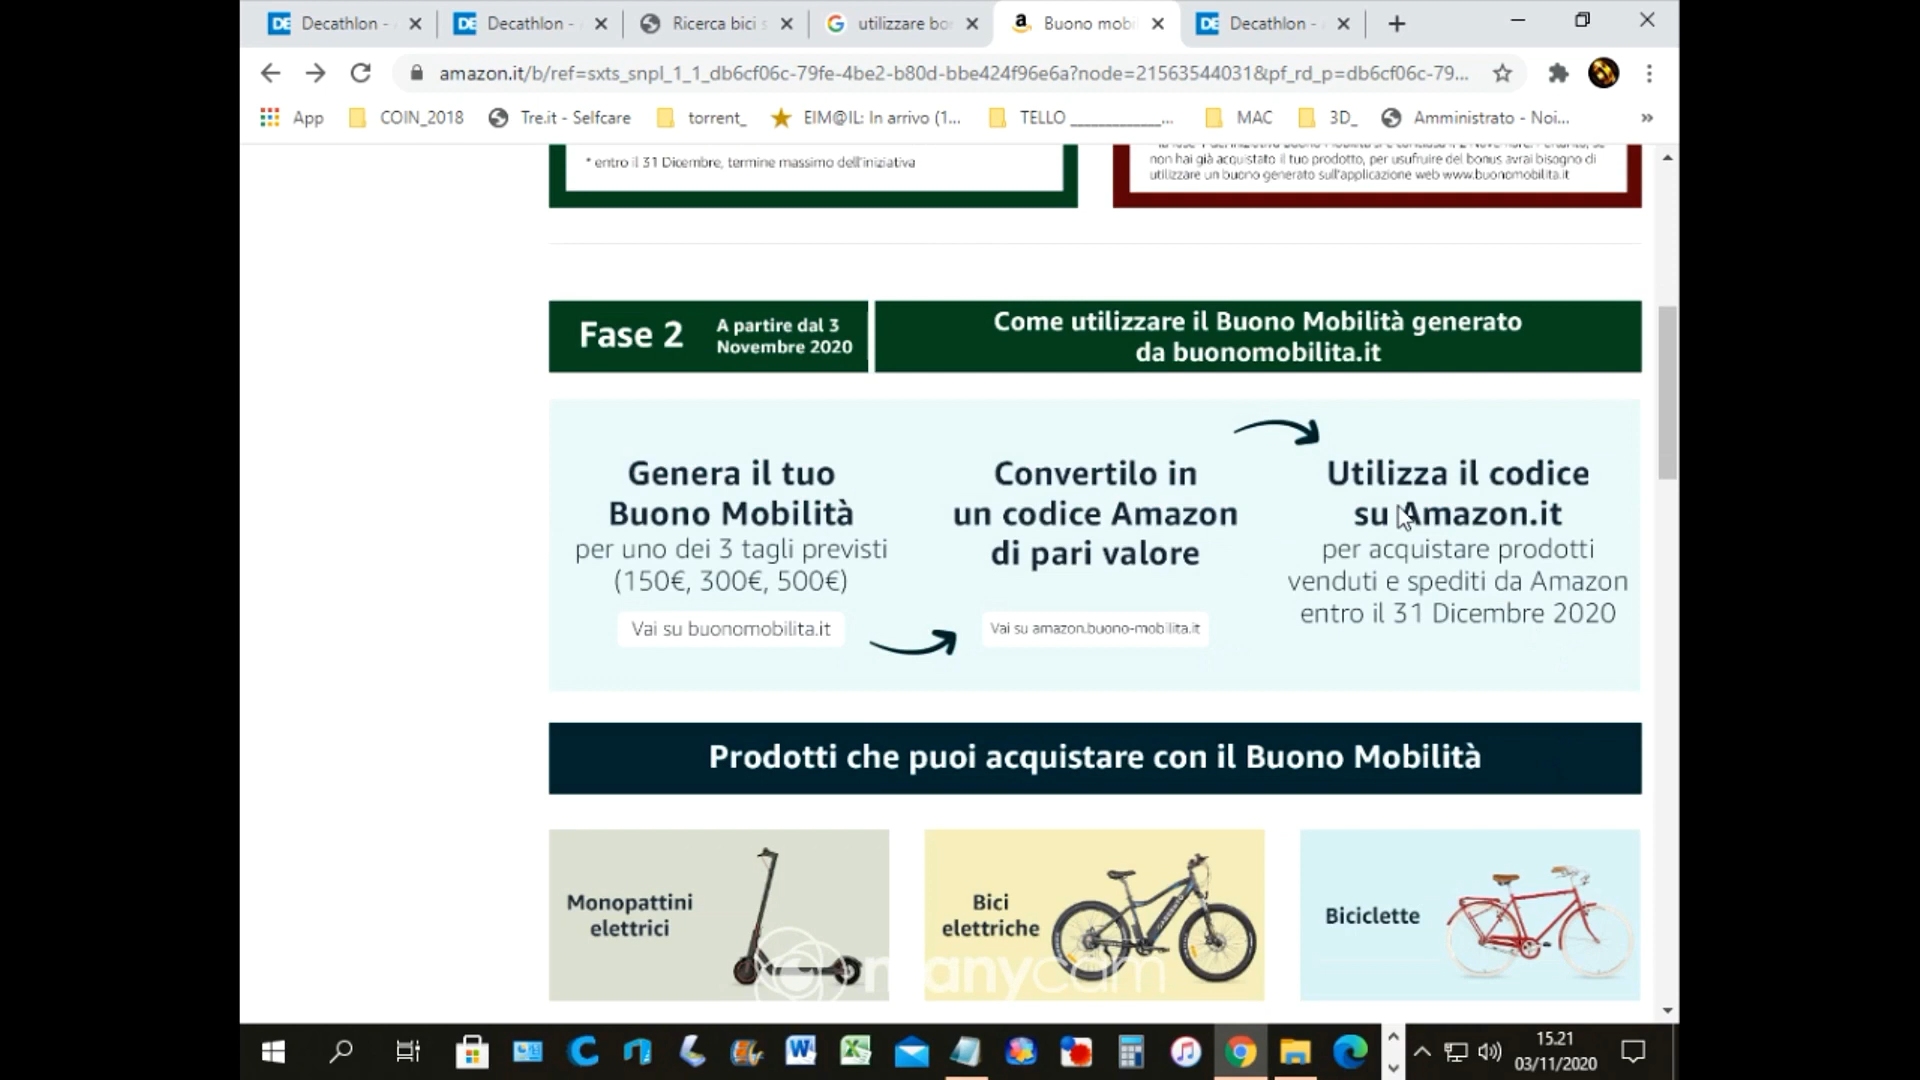 Decathlon -
Decathlon -
Ricerca bici
utilizzare bo
Buono mobi
Decathlon -
amazon.it/b/ref=sxts_snpl_1_1_db6cf06c-79fe-4be2-b80d-bbe424f96e6a?node=21563544031&pf_rd_p=db6cf06c-79...
App
COIN_2018
Tre.it - Selfcare
torrent_
EIM@IL: In arrivo (1...
TELLO ___________...
MAC
3D_
Amministrato - Noi...
»
* entro il 31 Dicembre, termine massimo dell'iniziativa
non hai già acquistato il tuo prodotto, per usufruire del bonus avrai bisogno di
utilizzare un buono generato sull'applicazione web www.buonomobilita.it
Fase 2
A partire dal 3
Novembre 2020
Come utilizzare il Buono Mobilità generato
da buonomobilita.it
Genera il tuo
Buono Mobilità
per uno dei 3 tagli previsti
(150€, 300€, 500€)
Vai su buonomobilita.it
Convertilo in
un codice Amazon
di pari valore
Vai su amazon.buono-mobilita.it
Utilizza il codice
su Amazon.it
per acquistare prodotti
venduti e spediti da Amazon
entro il 31 Dicembre 2020
Prodotti che puoi acquistare con il Buono Mobilità
Monopattini
elettrici
Bici
elettriche
Biciclette
manycam
15.21
03/11/2020